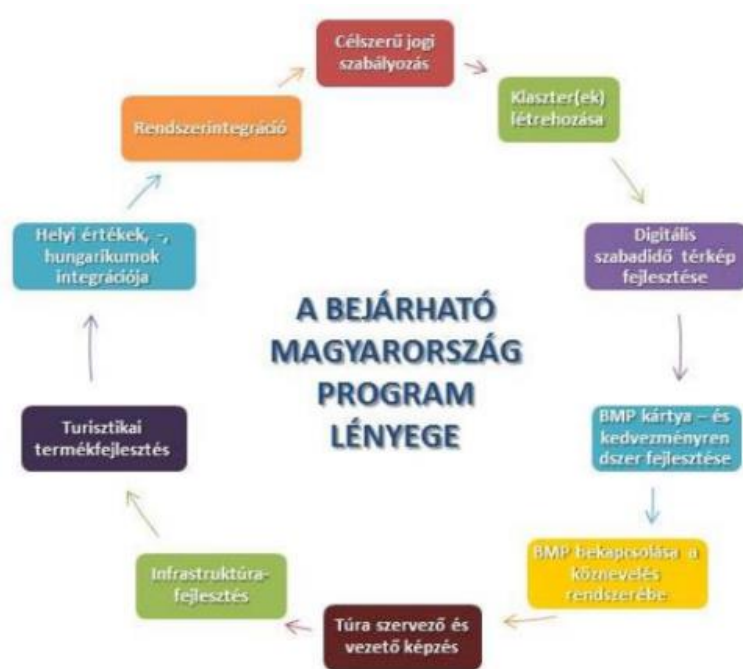 Célszerű jogi
szabályozás
Klaszter(ek)
létrehozása
Digitális
szabadidő térkép
fejlesztése
BMP kártya – és
kedvezményren
dszer fejlesztése
BMP bekapcsolása a
köznevelés
rendszerébe
Túra szervező és
vezető képzés
Infrastruktúra-
fejlesztés
Turisztikai
termékfejlesztés
Helyi értékek, -,
hungarikumok
integrációja
Rendszerintegráció
A BEJÁRHATÓ
MAGYARORSZÁG
PROGRAM
LÉNYEGE